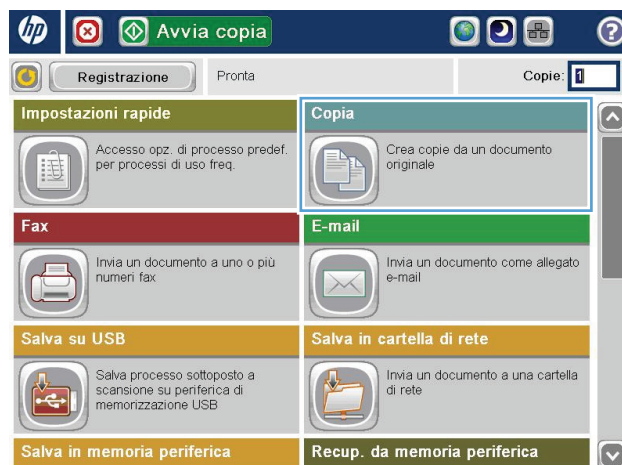 hp
Avvia copia
?
Registrazione
Pronta
Copie: 1
Impostazioni rapide
Accesso opz. di processo predef.
per processi di uso freq.
Copia
Crea copie da un documento
originale
Fax
Invia un documento a uno o più
numeri fax
E-mail
Invia un documento come allegato
e-mail
Salva su USB
Salva processo sottoposto a
scansione su periferica di
memorizzazione USB
Salva in cartella di rete
Invia un documento a una cartella
di rete
Salva in memoria periferica
Recup. da memoria periferica